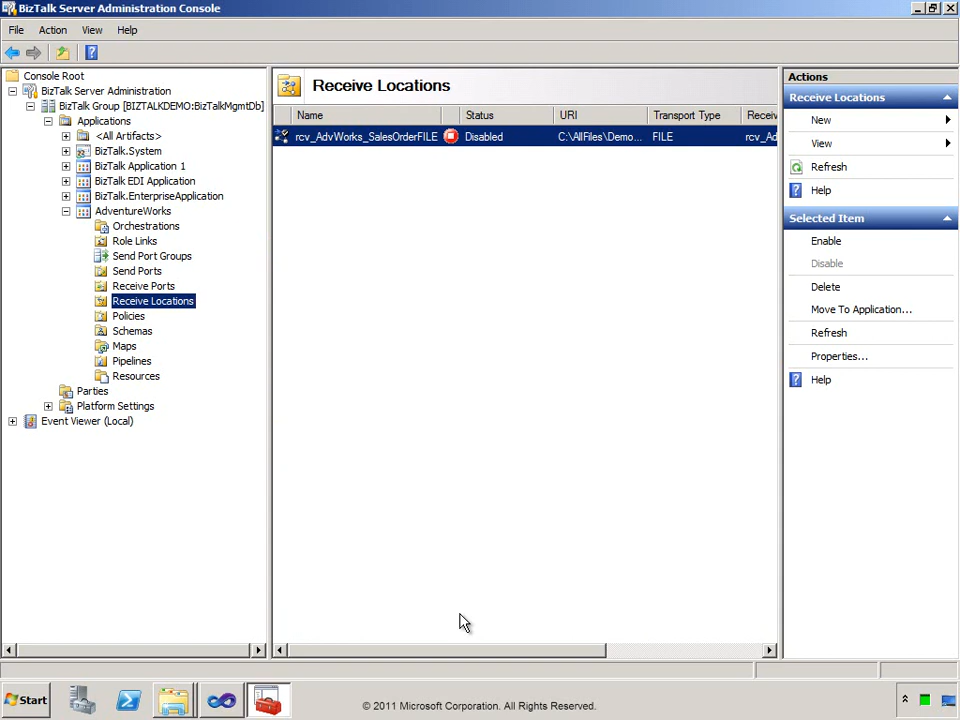 BizTalk Server Administration Console
File Action View Help
Console Root
BizTalk Server Administration
BizTalk Group [BIZTALKDEMO:BizTalkMgmtDb]
Applications
<All Artifacts>
BizTalk.System
BizTalk Application 1
BizTalk EDI Application
BizTalk.EnterpriseApplication
AdventureWorks
Orchestrations
Role Links
Send Port Groups
Send Ports
Receive Ports
Receive Locations
Policies
Schemas
Maps
Pipelines
Resources
Parties
Platform Settings
Event Viewer (Local)
Receive Locations
Name Status URI Transport Type Receiv
rcv_AdvWorks_SalesOrderFILE Disabled C:\AllFiles\Demo... FILE rcv_Ad
Actions
Receive Locations
New
View
Refresh
Help
Selected Item
Enable
Disable
Delete
Move To Application...
Refresh
Properties...
Help
Start
© 2011 Microsoft Corporation. All Rights Reserved.